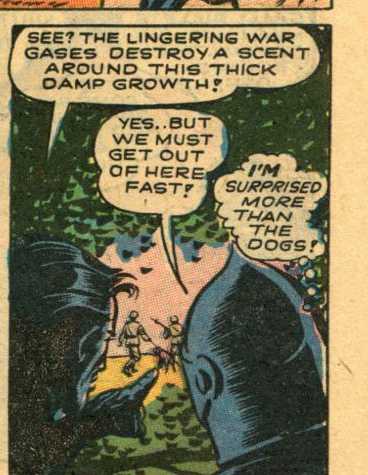 SEE? THE LINGERING WAR
GASES DESTROY A SCENT
AROUND THIS THICK
DAMP GROWTH!
YES,.BUT
WE MUST
GET OUT
OF HERE
FAST!
I'M
SURPRISED
MORE
THAN
THE
DOGS!